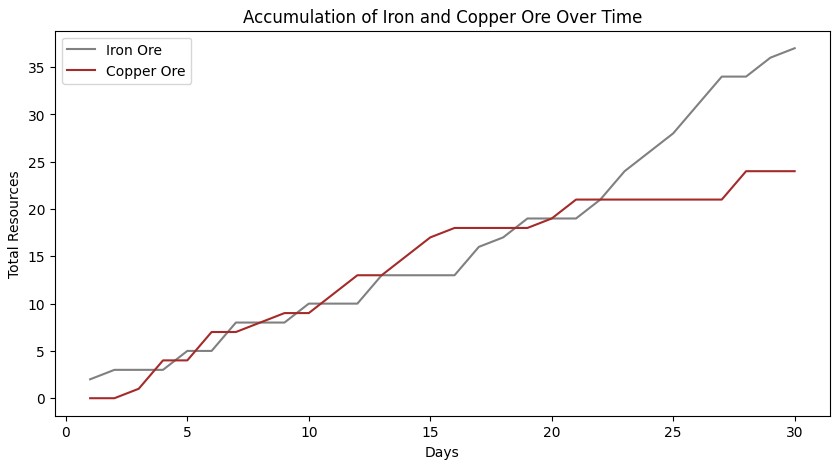 Accumulation of Iron and Copper Ore Over Time
Iron Ore
Copper Ore
Total Resources
35
30
25
20
15
10
5
0
0 5 10 15 20 25 30
Days